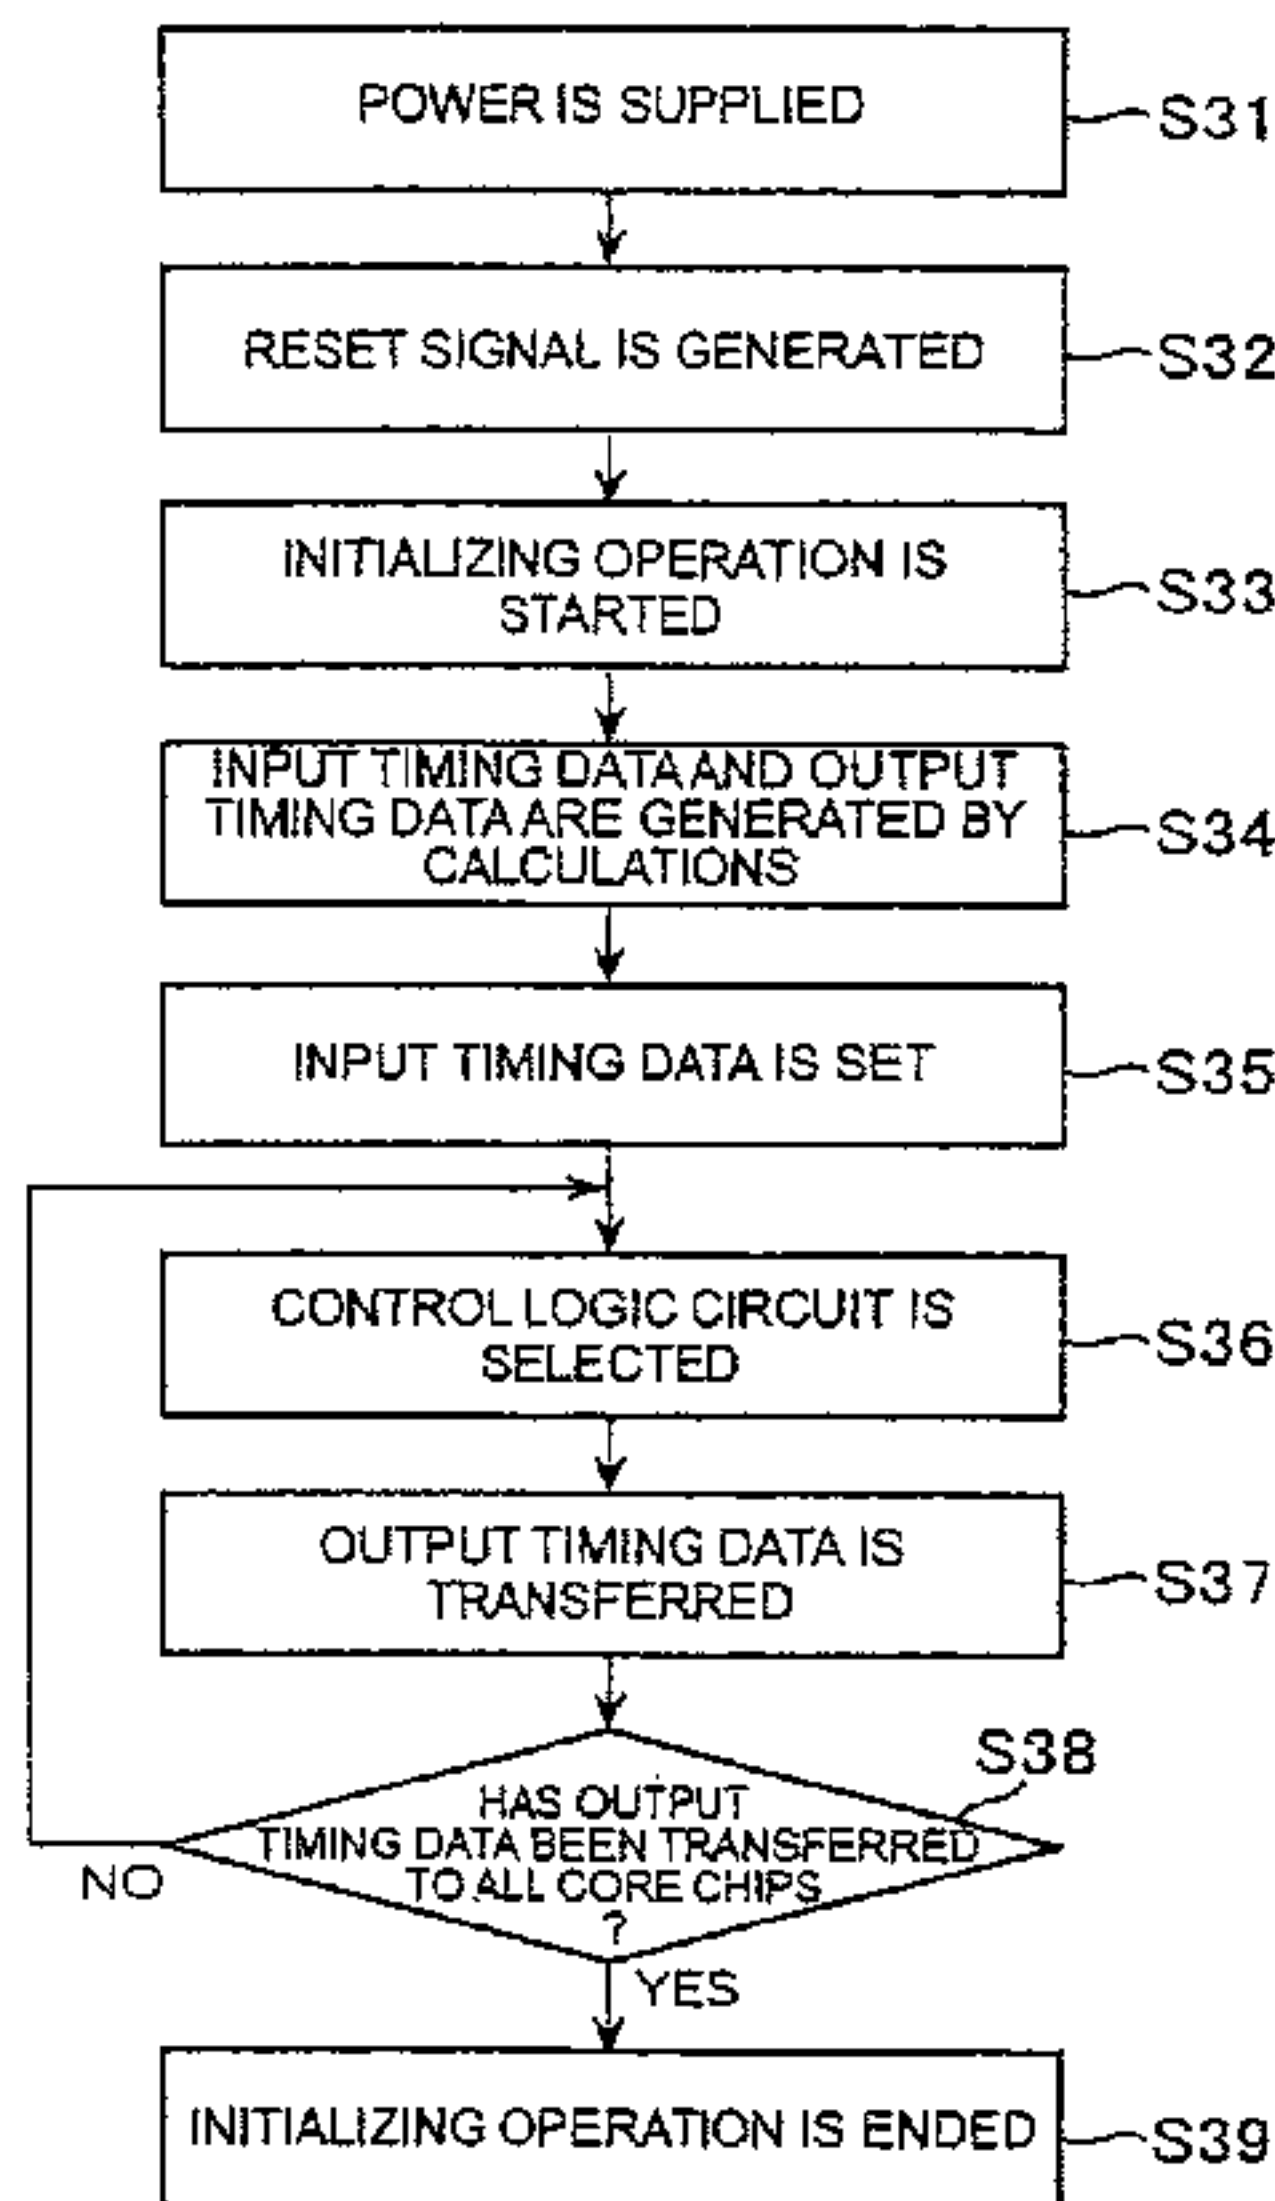 POWER IS SUPPLIED
S31
RESET SIGNAL IS GENERATED
S32
INITIALIZING OPERATION IS
STARTED
S33
INPUT TIMING DATA AND OUTPUT
TIMING DATA ARE GENERATED BY
CALCULATIONS
S34
INPUT TIMING DATA IS SET
S35
CONTROL LOGIC CIRCUIT IS
SELECTED
S36
OUTPUT TIMING DATA IS
TRANSFERRED
S37
S38
HAS OUTPUT
TIMING DATA BEEN TRANSFERRED
TO ALL CORE CHIPS
?
NO
YES
INITIALIZING OPERATION IS ENDED
S39